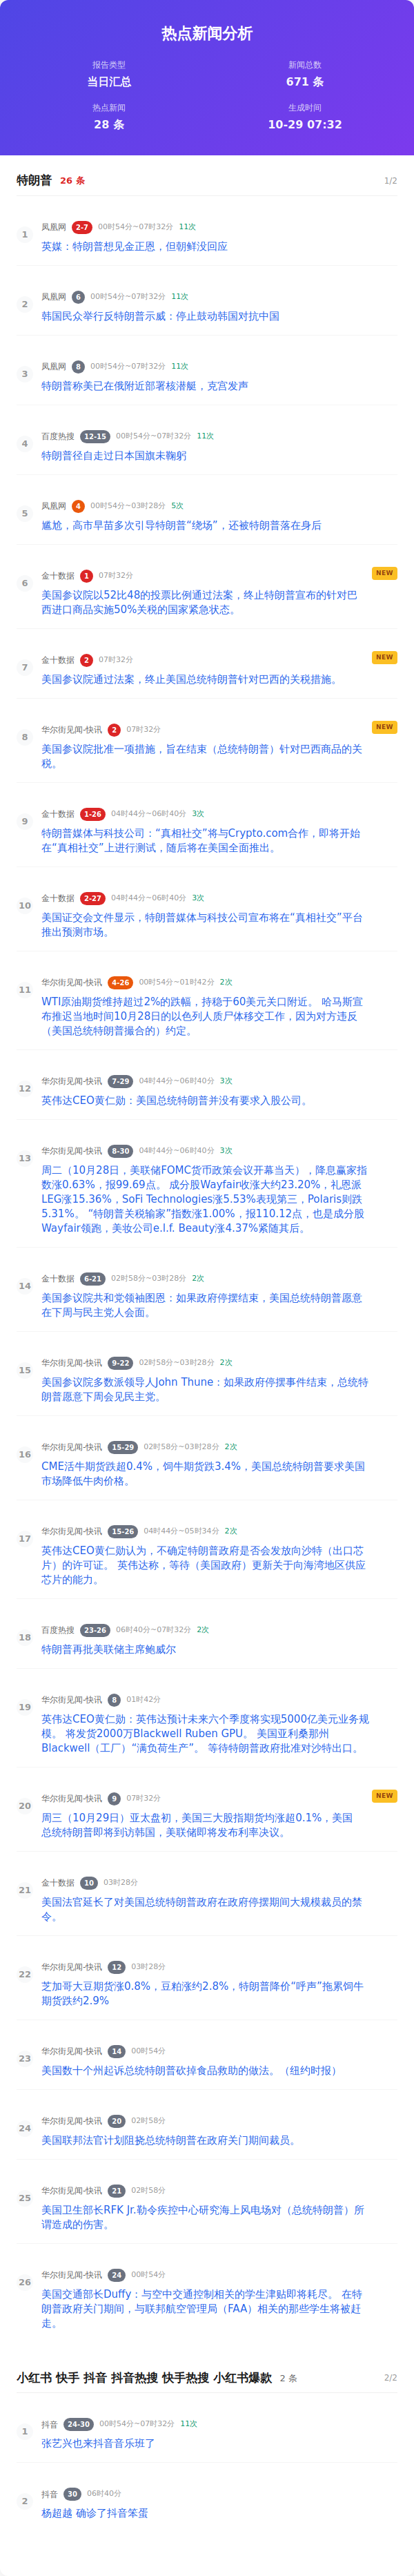 热点新闻分析
报告类型
新闻总数
当日汇总
671 条
热点新闻
生成时间
28 条
10-29 07:32
特朗普 26 条 1/2
1
凤凰网 2-7 00时54分~07时32分 11次
英媒：特朗普想见金正恩，但朝鲜没回应
2
凤凰网 6 00时54分~07时32分 11次
韩国民众举行反特朗普示威：停止鼓动韩国对抗中国
3
凤凰网 8 00时54分~07时32分 11次
特朗普称美已在俄附近部署核潜艇，克宫发声
4
百度热搜 12-15 00时54分~07时32分 11次
特朗普径自走过日本国旗未鞠躬
5
凤凰网 4 00时54分~03时28分 5次
尴尬，高市早苗多次引导特朗普“绕场”，还被特朗普落在身后
6
金十数据 1 07时32分 NEW
美国参议院以52比48的投票比例通过法案，终止特朗普宣布的针对巴
西进口商品实施50%关税的国家紧急状态。
7
金十数据 2 07时32分 NEW
美国参议院通过法案，终止美国总统特朗普针对巴西的关税措施。
8
华尔街见闻-快讯 2 07时32分 NEW
美国参议院批准一项措施，旨在结束（总统特朗普）针对巴西商品的关
税。
9
金十数据 1-26 04时44分~06时40分 3次
特朗普媒体与科技公司：“真相社交”将与Crypto.com合作，即将开始
在“真相社交”上进行测试，随后将在美国全面推出。
10
金十数据 2-27 04时44分~06时40分 3次
美国证交会文件显示，特朗普媒体与科技公司宣布将在“真相社交”平台
推出预测市场。
11
华尔街见闻-快讯 4-26 00时54分~01时42分 2次
WTI原油期货维持超过2%的跌幅，持稳于60美元关口附近。 哈马斯宣
布推迟当地时间10月28日的以色列人质尸体移交工作，因为对方违反
（美国总统特朗普撮合的）约定。
12
华尔街见闻-快讯 7-29 04时44分~06时40分 3次
英伟达CEO黄仁勋：美国总统特朗普并没有要求入股公司。
13
华尔街见闻-快讯 8-30 04时44分~06时40分 3次
周二（10月28日，美联储FOMC货币政策会议开幕当天），降息赢家指
数涨0.63%，报99.69点。 成分股Wayfair收涨大约23.20%，礼恩派
LEG涨15.36%，SoFi Technologies涨5.53%表现第三，Polaris则跌
5.31%。 “特朗普关税输家”指数涨1.00%，报110.12点，也是成分股
Wayfair领跑，美妆公司e.l.f. Beauty涨4.37%紧随其后。
14
金十数据 6-21 02时58分~03时28分 2次
美国参议院共和党领袖图恩：如果政府停摆结束，美国总统特朗普愿意
在下周与民主党人会面。
15
华尔街见闻-快讯 9-22 02时58分~03时28分 2次
美国参议院多数派领导人John Thune：如果政府停摆事件结束，总统特
朗普愿意下周会见民主党。
16
华尔街见闻-快讯 15-29 02时58分~03时28分 2次
CME活牛期货跌超0.4%，饲牛期货跌3.4%，美国总统特朗普要求美国
市场降低牛肉价格。
17
华尔街见闻-快讯 15-26 04时44分~05时34分 2次
英伟达CEO黄仁勋认为，不确定特朗普政府是否会发放向沙特（出口芯
片）的许可证。 英伟达称，等待（美国政府）更新关于向海湾地区供应
芯片的能力。
18
百度热搜 23-26 06时40分~07时32分 2次
特朗普再批美联储主席鲍威尔
19
华尔街见闻-快讯 8 01时42分
英伟达CEO黄仁勋：英伟达预计未来六个季度将实现5000亿美元业务规
模。 将发货2000万Blackwell Ruben GPU。 美国亚利桑那州
Blackwell（工厂）“满负荷生产”。 等待特朗普政府批准对沙特出口。
20
华尔街见闻-快讯 9 07时32分 NEW
周三（10月29日）亚太盘初，美国三大股指期货均涨超0.1%，美国
总统特朗普即将到访韩国，美联储即将发布利率决议。
21
金十数据 10 03时28分
美国法官延长了对美国总统特朗普政府在政府停摆期间大规模裁员的禁
令。
22
华尔街见闻-快讯 12 03时28分
芝加哥大豆期货涨0.8%，豆粕涨约2.8%，特朗普降价“呼声”拖累饲牛
期货跌约2.9%
23
华尔街见闻-快讯 14 00时54分
美国数十个州起诉总统特朗普砍掉食品救助的做法。（纽约时报）
24
华尔街见闻-快讯 20 02时58分
美国联邦法官计划阻挠总统特朗普在政府关门期间裁员。
25
华尔街见闻-快讯 21 02时58分
美国卫生部长RFK Jr.勒令疾控中心研究海上风电场对（总统特朗普）所
谓造成的伤害。
26
华尔街见闻-快讯 24 00时54分
美国交通部长Duffy：与空中交通控制相关的学生津贴即将耗尽。 在特
朗普政府关门期间，与联邦航空管理局（FAA）相关的那些学生将被赶
走。
小红书 快手 抖音 抖音热搜 快手热搜 小红书爆款 2 条 2/2
1
抖音 24-30 00时54分~07时32分 11次
张艺兴也来抖音音乐班了
2
抖音 30 06时40分
杨超越 确诊了抖音笨蛋